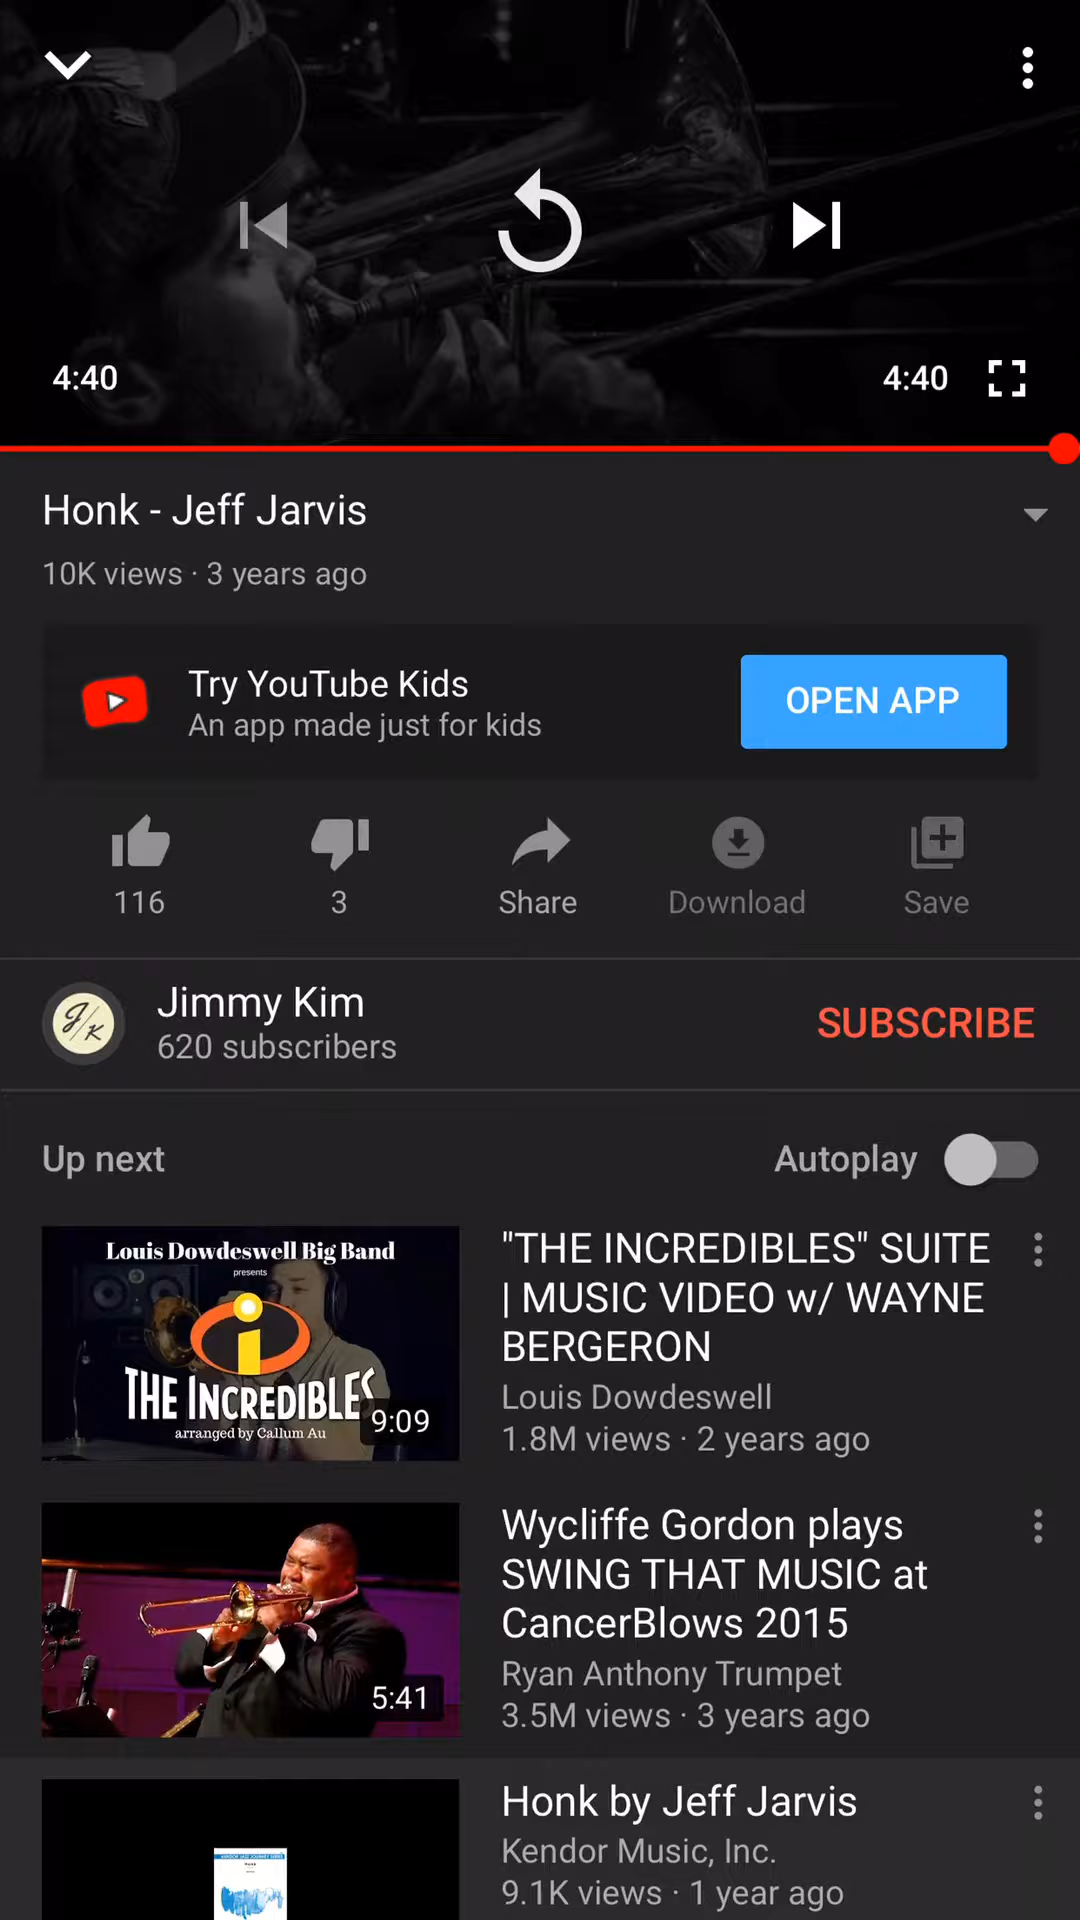 4:40
4:40
Honk - Jeff Jarvis
10K views · 3 years ago
Try YouTube Kids
An app made just for kids
OPEN APP
116
3
Share
Download
Save
J/K
Jimmy Kim
620 subscribers
SUBSCRIBE
Up next
Autoplay
Louis Dowdeswell Big Band
presents
THE INCREDIBLES
arranged by Callum Au
9:09
"THE INCREDIBLES" SUITE
| MUSIC VIDEO w/ WAYNE
BERGERON
Louis Dowdeswell
1.8M views · 2 years ago
5:41
Wycliffe Gordon plays
SWING THAT MUSIC at
CancerBlows 2015
Ryan Anthony Trumpet
3.5M views · 3 years ago
KENDOR JAZZ JOURNEY SERIES
Honk by Jeff Jarvis
Kendor Music, Inc.
9.1K views · 1 year ago